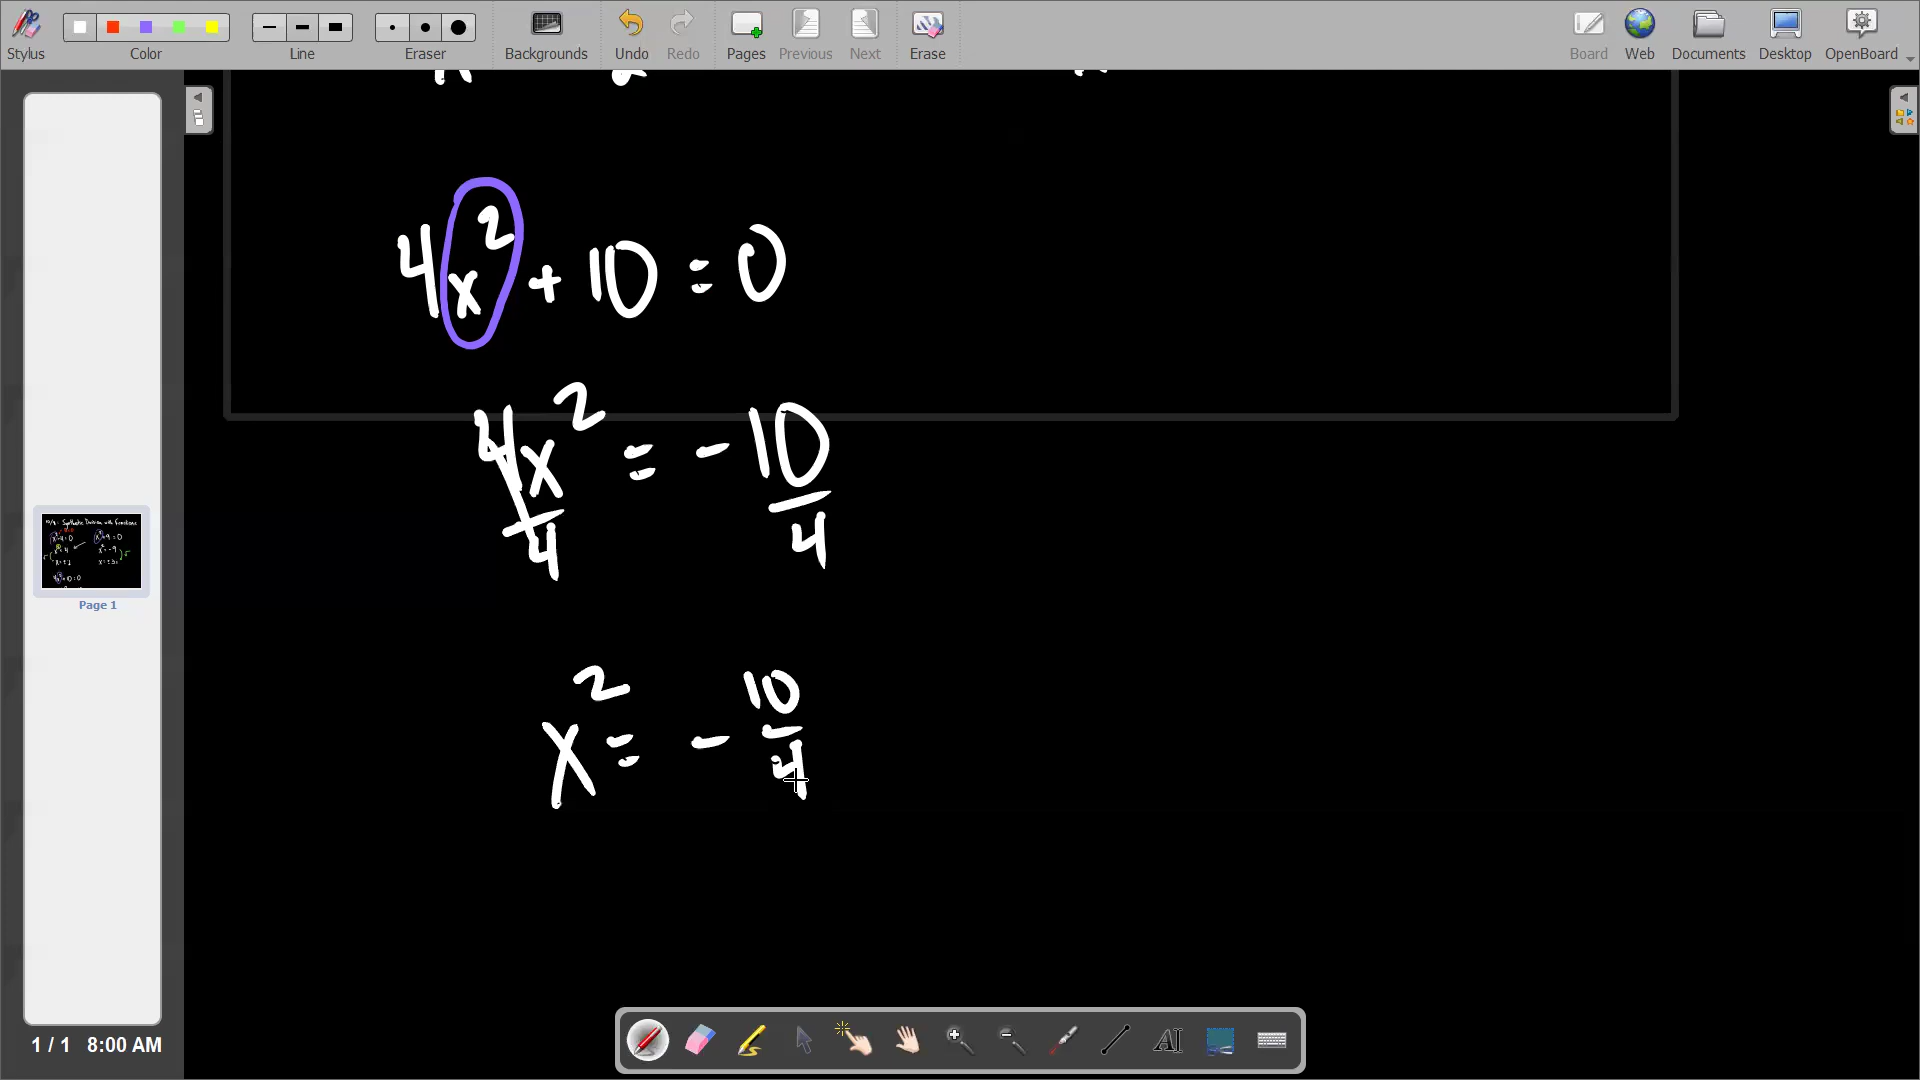 Stylus Color Line Eraser Backgrounds Undo Redo Pages Previous Next Erase Board Web Documents Desktop OpenBoard
4x² + 10 = 0
4x² = -10
4 4
x² = - 10/4
Page 1
1 / 1 8:00 AM
AI